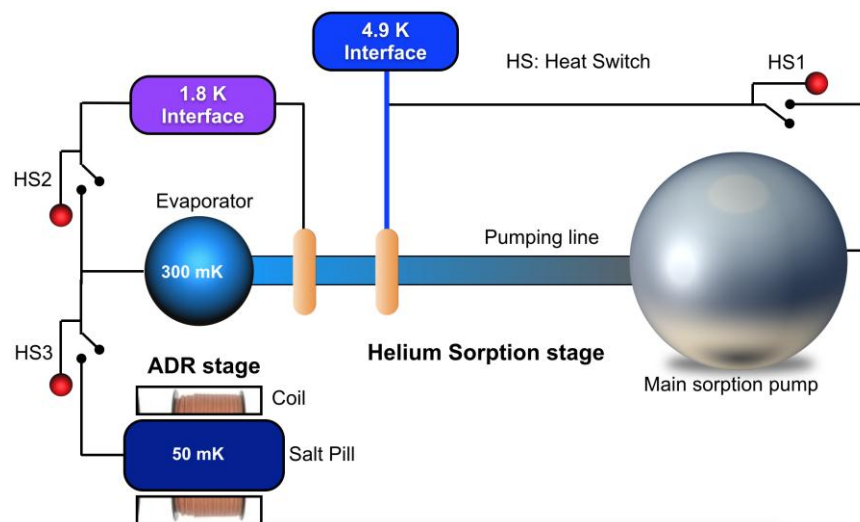 4.9 K
Interface
HS: Heat Switch
HS1
1.8 K
Interface
HS2
Evaporator
Pumping line
300 mK
HS3
ADR stage
Helium Sorption stage
Main sorption pump
Coil
50 mK
Salt Pill